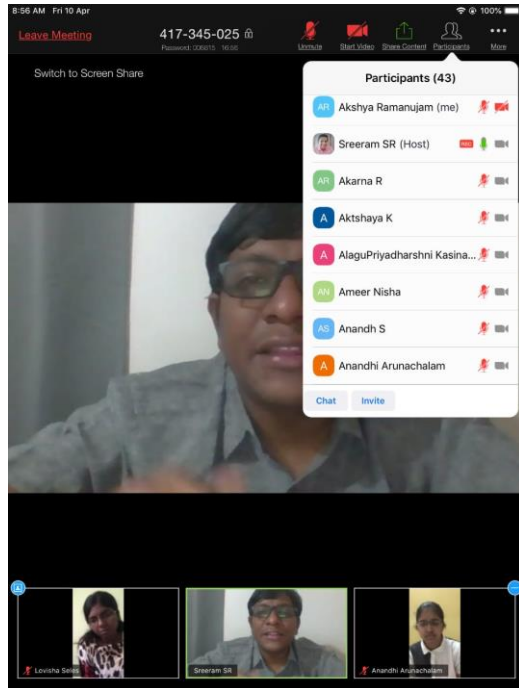 8:56 AM Fri 10 Apr
100%
Leave Meeting
417-345-025
Unmute
Start Video
Share Content
Participants
More
Switch to Screen Share
Participants (43)
AR Akshya Ramanujam (me)
Sreeram SR (Host)
REC
AR Akarna R
A Aktshaya K
A AlaguPriyadharshni Kasina...
AN Ameer Nisha
AS Anandh S
A Anandhi Arunachalam
Chat Invite
Lovisha Seles
Sreeram SR
Anandhi Arunachalam